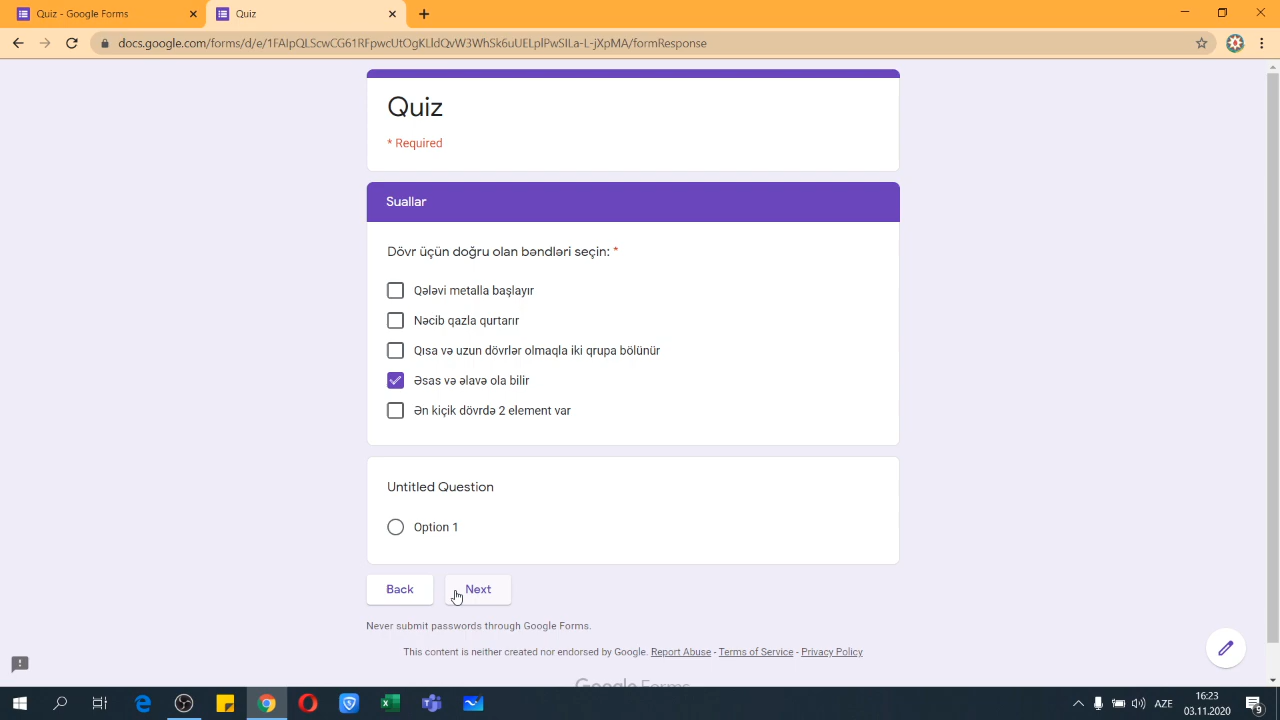 Quiz - Google Forms
Quiz
docs.google.com/forms/d/e/1FAIpQLScwCG61RFpwcUtOgKLldQvW3WhSk6uUELplPwSILa-L-jXpMA/formResponse
Quiz
* Required
Suallar
Dövr üçün doğru olan bəndləri seçin: *
Qələvi metalla başlayır
Nəcib qazla qurtarır
Qısa və uzun dövrlər olmaqla iki qrupa bölünür
Əsas və əlavə ola bilir
Ən kiçik dövrdə 2 element var
Untitled Question
Option 1
Back
Next
Never submit passwords through Google Forms.
This content is neither created nor endorsed by Google. Report Abuse - Terms of Service - Privacy Policy
Google Forms
AZE
16:23
03.11.2020
9